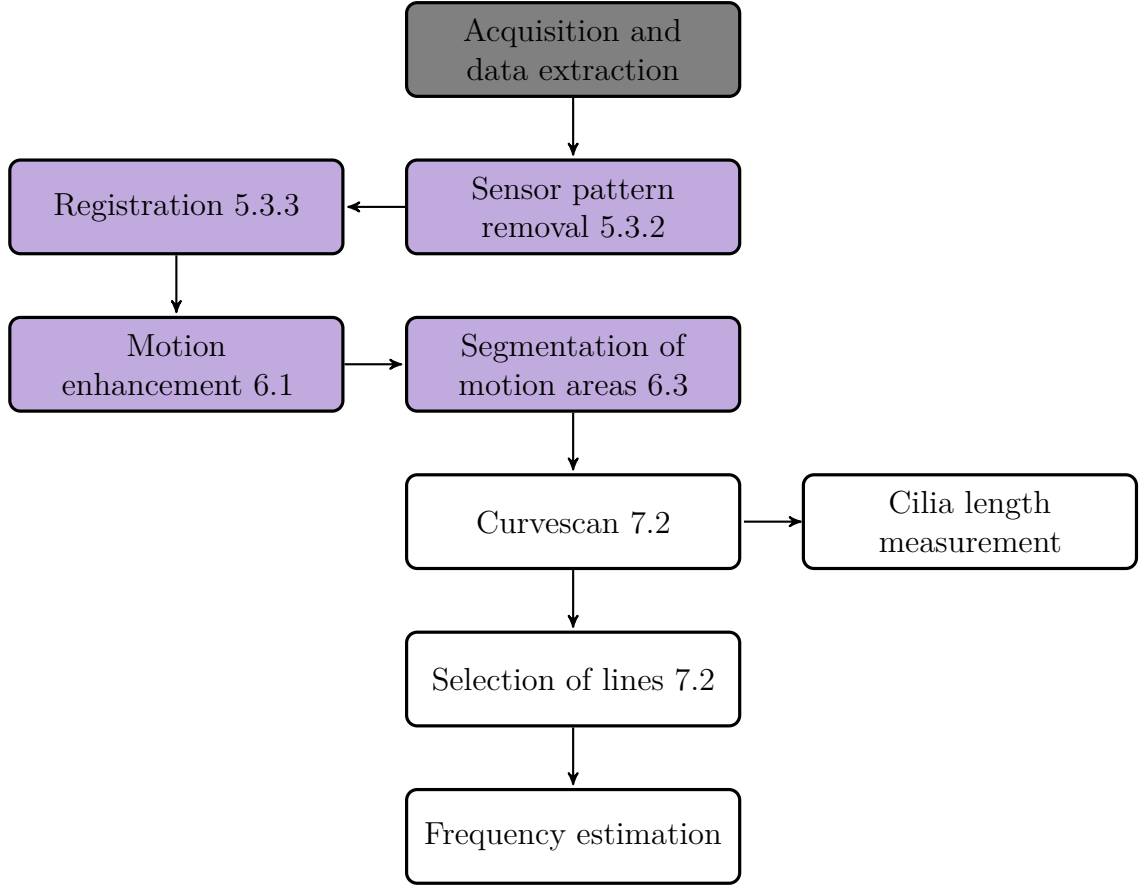 Acquisition and
data extraction
Registration 5.3.3
Sensor pattern
removal 5.3.2
Motion
enhancement 6.1
Segmentation of
motion areas 6.3
Curvescan 7.2
Cilia length
measurement
Selection of lines 7.2
Frequency estimation